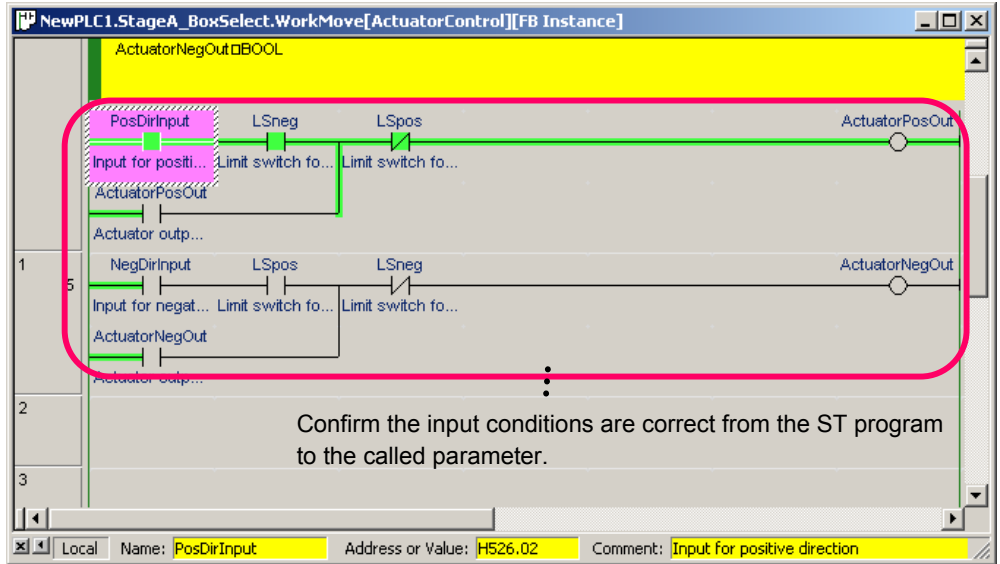 NewPLC1.StageA_BoxSelect.WorkMove[ActuatorControl][FB Instance]
ActuatorNegOut□BOOL
PosDirInput LSneg LSpos ActuatorPosOut
Input for positi... Limit switch fo... Limit switch fo...
ActuatorPosOut
Actuator outp...
1 NegDirInput LSpos LSneg ActuatorNegOut
5
Input for negat... Limit switch fo... Limit switch fo...
ActuatorNegOut
Actuator outp...
2
Confirm the input conditions are correct from the ST program
to the called parameter.
3
Local Name: PosDirInput Address or Value: H526.02 Comment: Input for positive direction